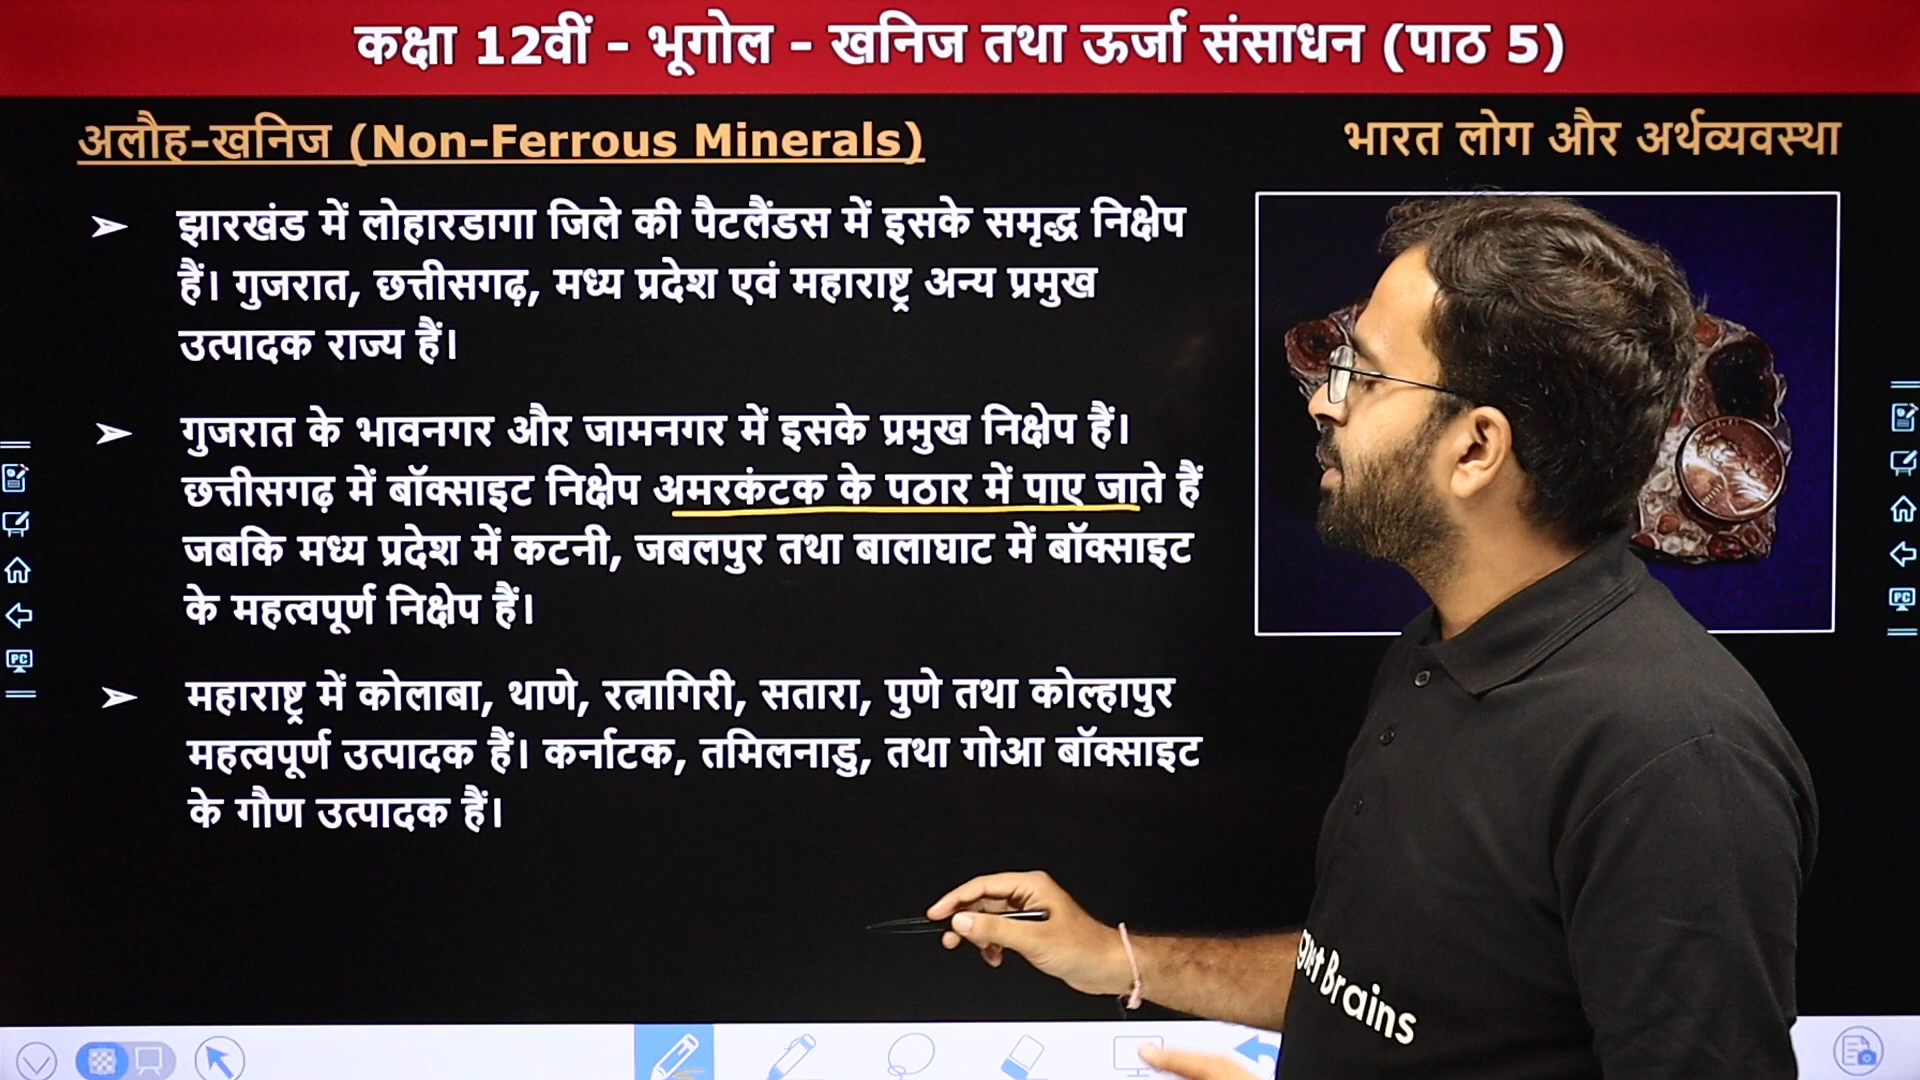 कक्षा 12वीं - भूगोल - खनिज तथा ऊर्जा संसाधन (पाठ 5)
अलौह-खनिज (Non-Ferrous Minerals)
भारत लोग और अर्थव्यवस्था
➢ झारखंड में लोहारडागा जिले की पैटलैंडस में इसके समृद्ध निक्षेप
हैं। गुजरात, छत्तीसगढ़, मध्य प्रदेश एवं महाराष्ट्र अन्य प्रमुख
उत्पादक राज्य हैं।
➢ गुजरात के भावनगर और जामनगर में इसके प्रमुख निक्षेप हैं।
छत्तीसगढ़ में बॉक्साइट निक्षेप अमरकंटक के पठार में पाए जाते हैं
जबकि मध्य प्रदेश में कटनी, जबलपुर तथा बालाघाट में बॉक्साइट
के महत्वपूर्ण निक्षेप हैं।
➢ महाराष्ट्र में कोलाबा, थाणे, रत्नागिरी, सतारा, पुणे तथा कोल्हापुर
महत्वपूर्ण उत्पादक हैं। कर्नाटक, तमिलनाडु, तथा गोआ बॉक्साइट
के गौण उत्पादक हैं।
PC
PC
Brains